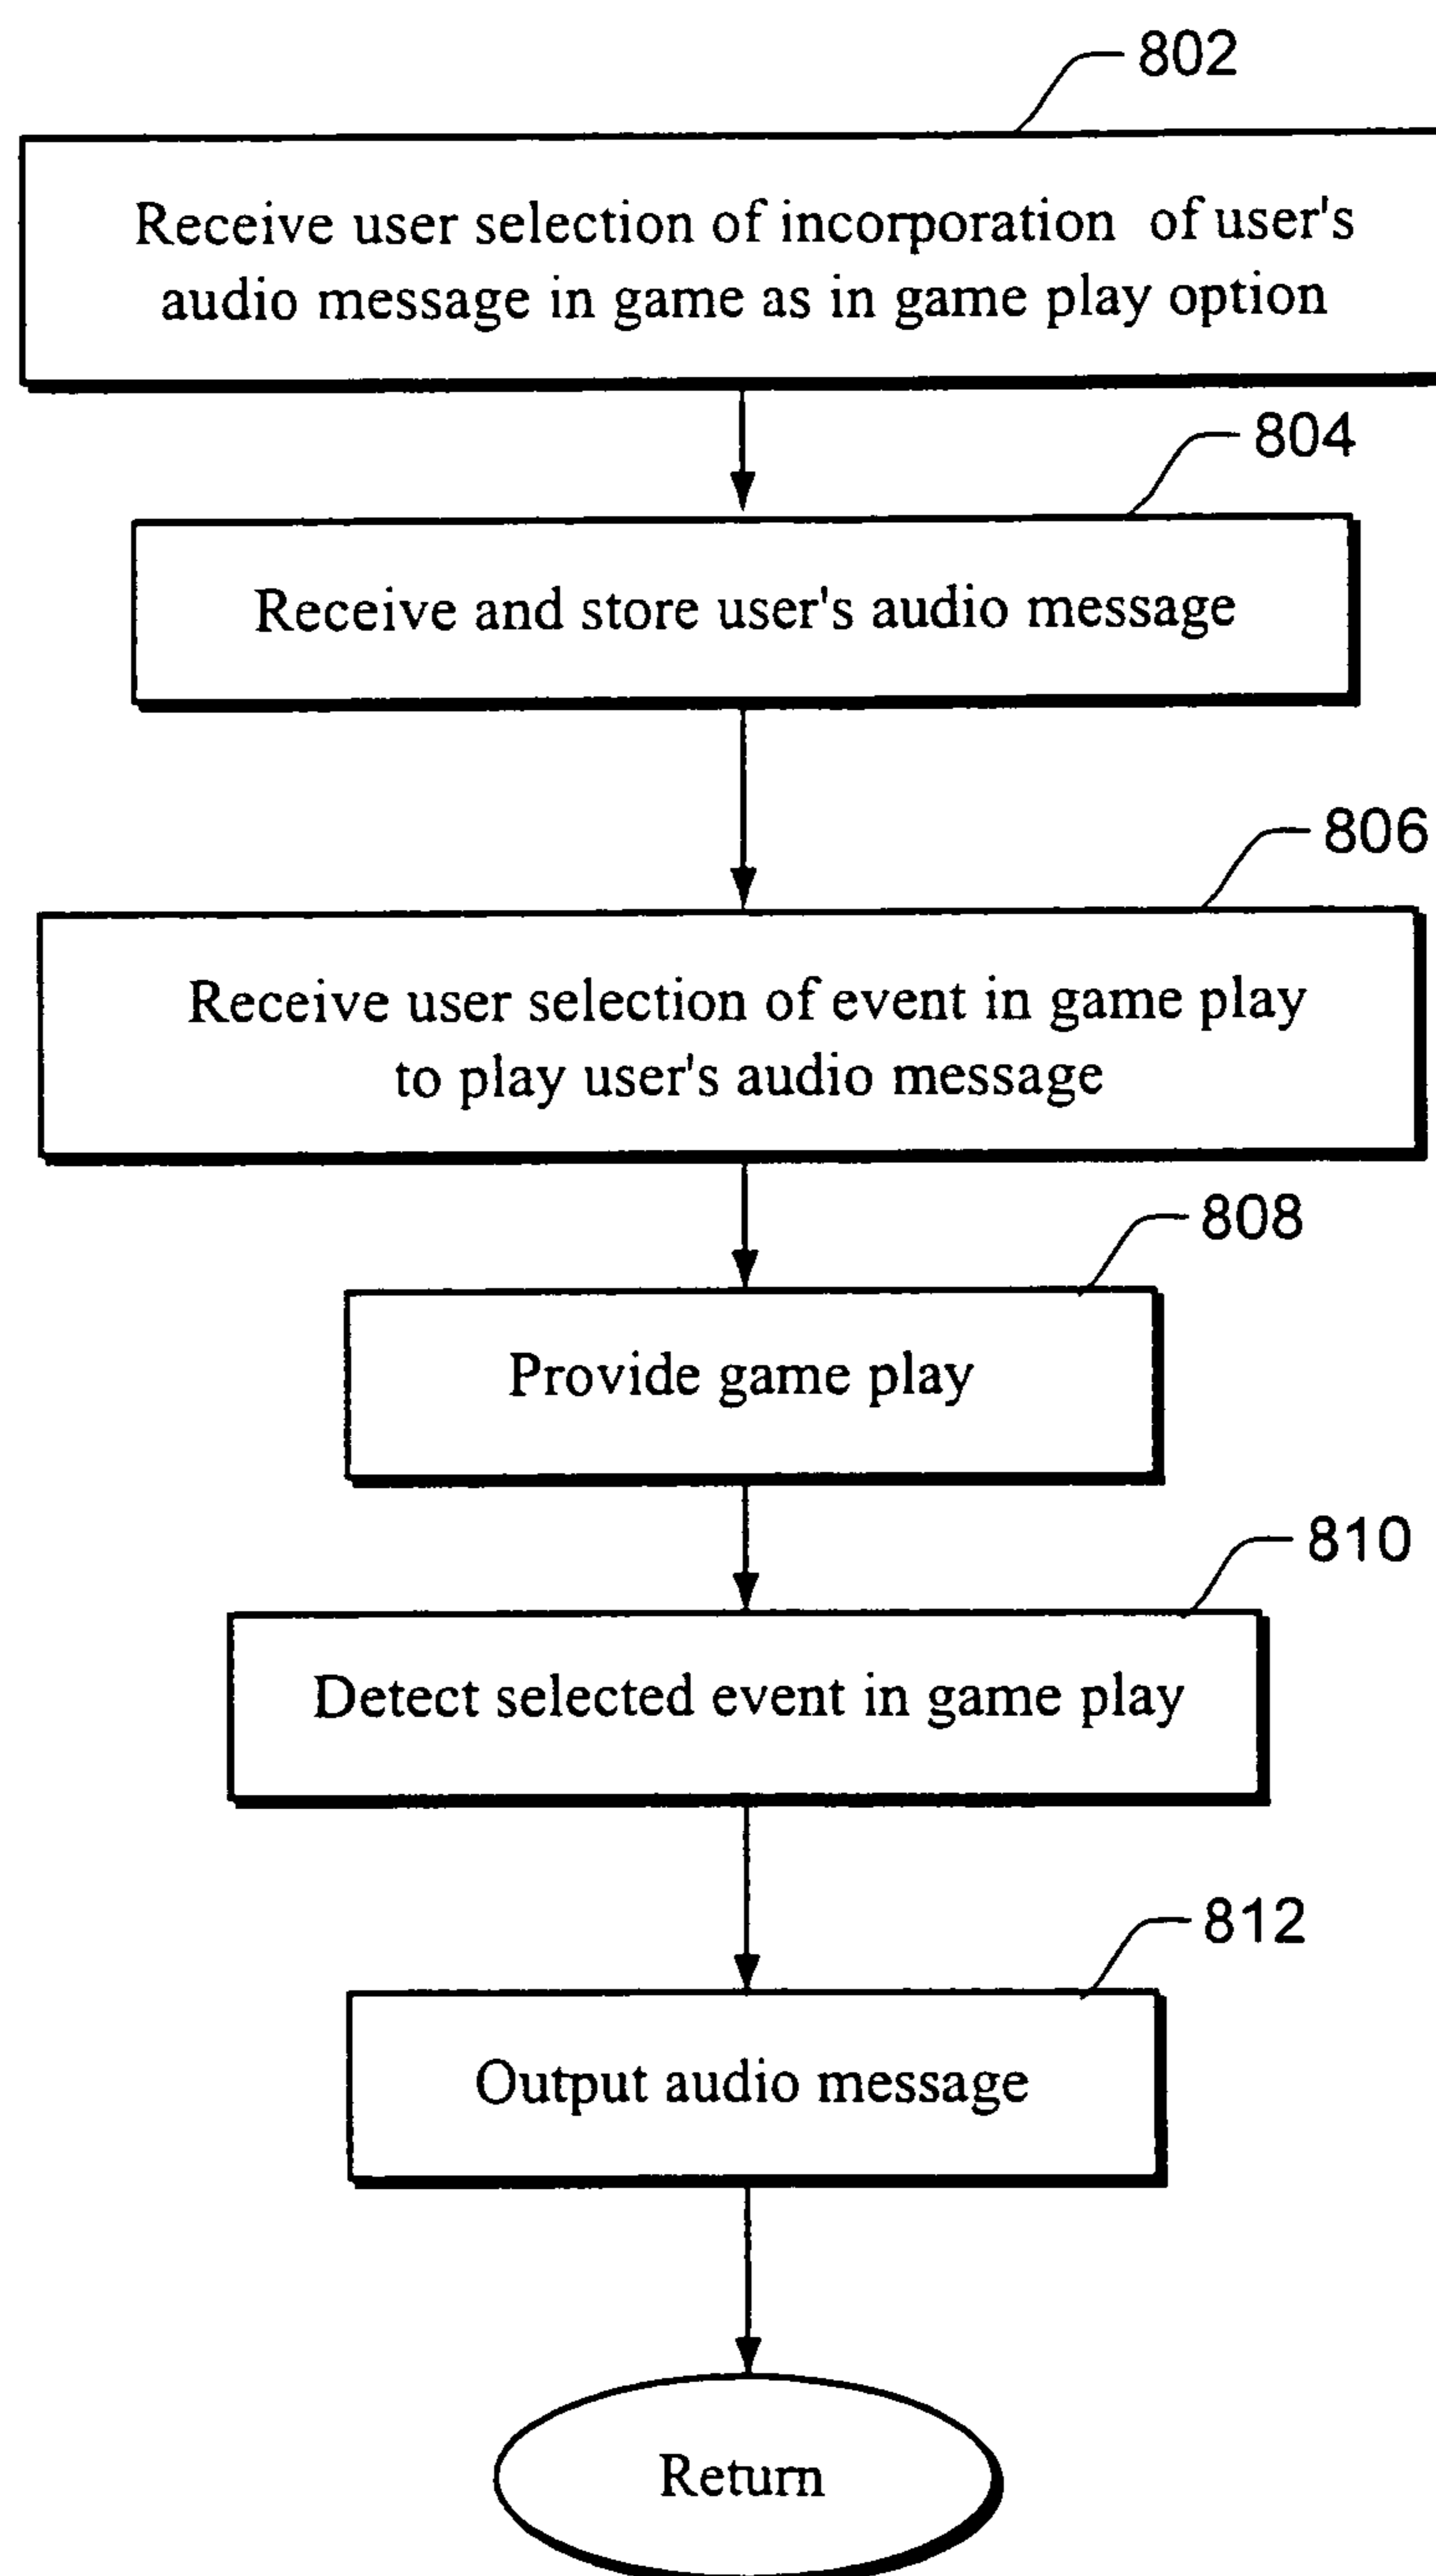 802
Receive user selection of incorporation of user's
audio message in game as in game play option
804
Receive and store user's audio message
806
Receive user selection of event in game play
to play user's audio message
808
Provide game play
810
Detect selected event in game play
812
Output audio message
Return